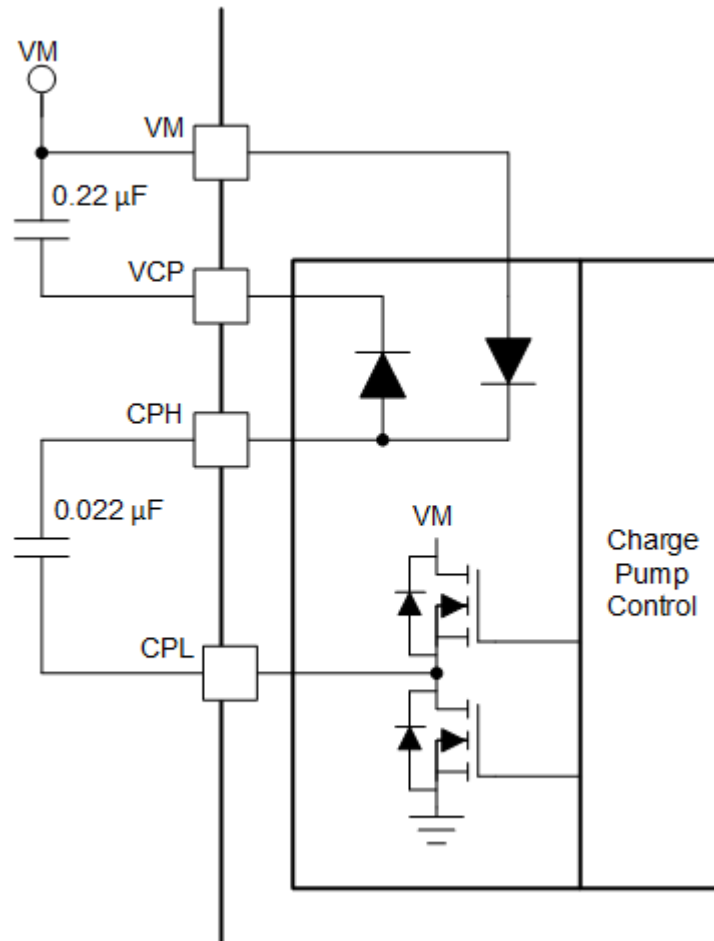 VM
VM
0.22 µF
VCP
CPH
0.022 µF
VM
Charge
Pump
Control
CPL